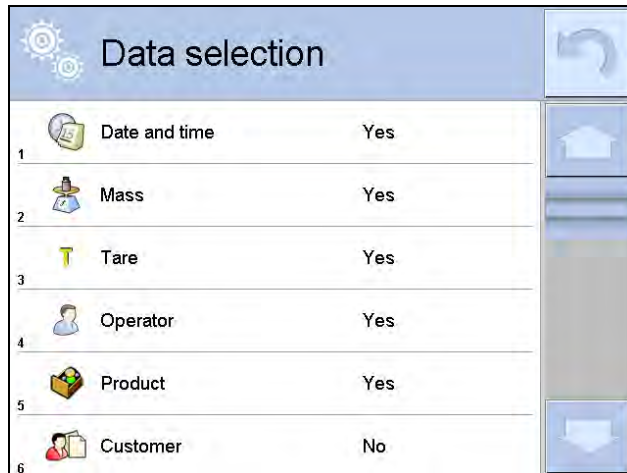 Data selection
Date and time Yes
1
Mass Yes
2
Tare Yes
3
Operator Yes
4
Product Yes
5
Customer No
6